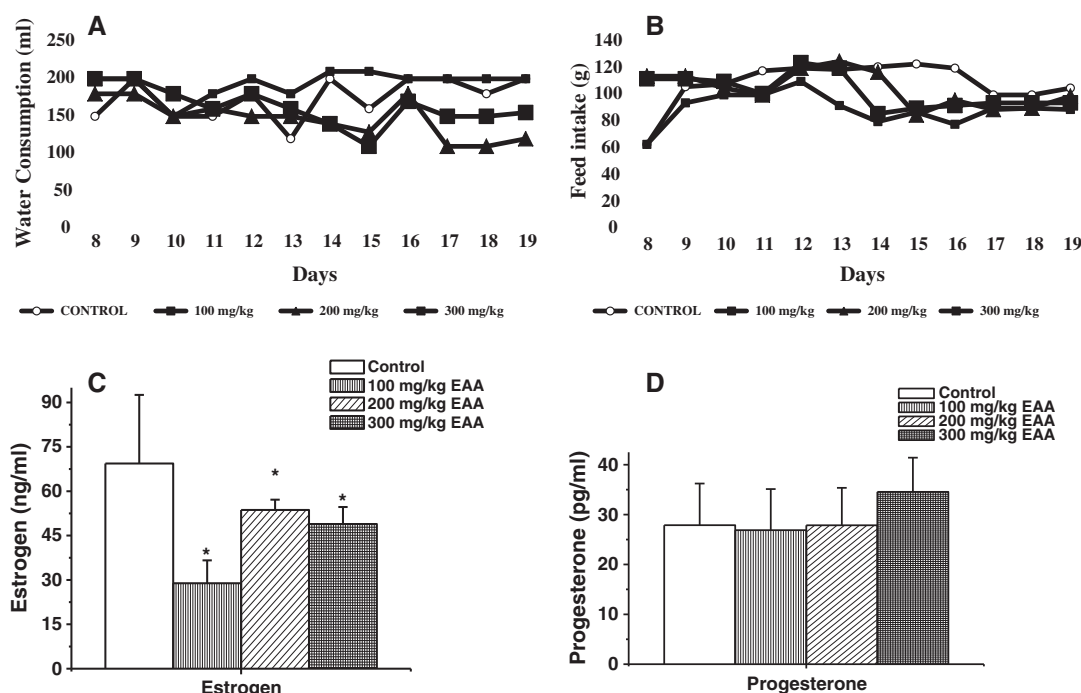 A
B
Water Consumption (ml)
250
200
150
100
50
0
8 9 10 11 12 13 14 15 16 17 18 19
Days
CONTROL 100 mg/kg 200 mg/kg 300 mg/kg
Feed intake (g)
140
120
100
80
60
40
20
0
8 9 10 11 12 13 14 15 16 17 18 19
Days
CONTROL 100 mg/kg 200 mg/kg 300 mg/kg
C
Control
100 mg/kg EAA
200 mg/kg EAA
300 mg/kg EAA
Estrogen (ng/ml)
90
75
60
45
30
15
0
* * *
Estrogen
D
Control
100 mg/kg EAA
200 mg/kg EAA
300 mg/kg EAA
Progesterone (pg/ml)
40
30
20
10
0
Progesterone